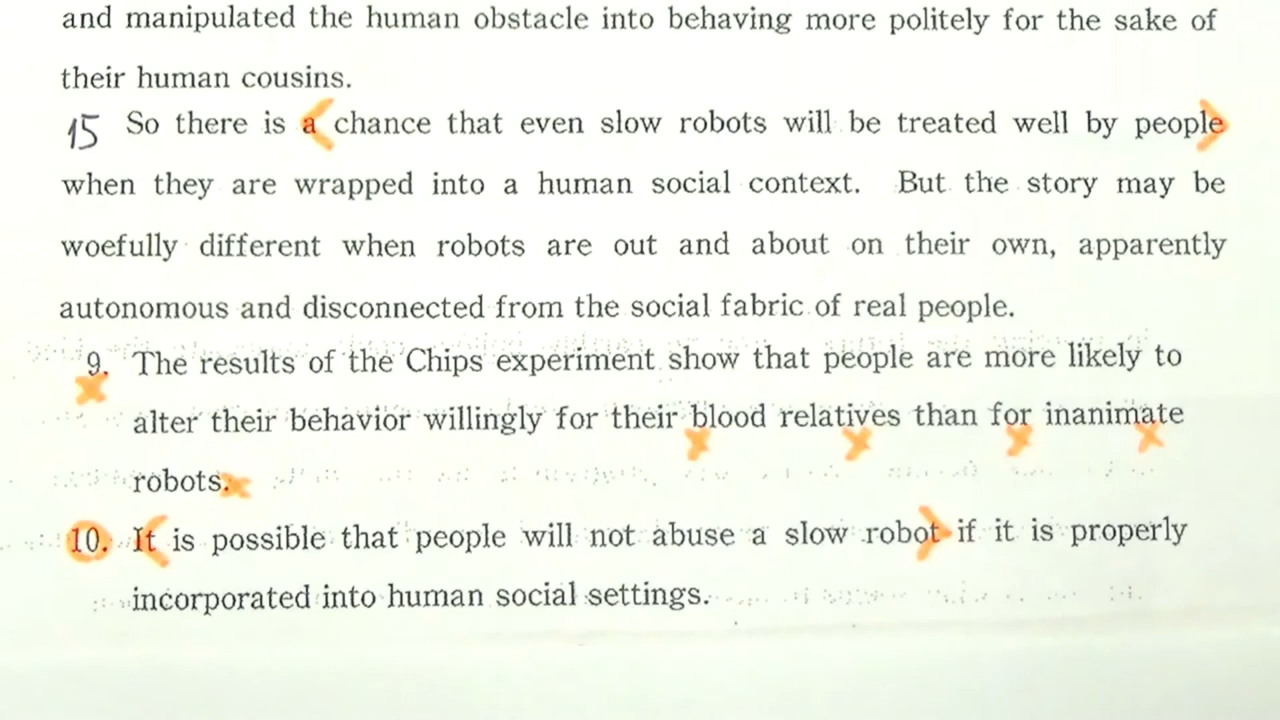 and manipulated the human obstacle into behaving more politely for the sake of
their human cousins.
15 So there is a chance that even slow robots will be treated well by people
when they are wrapped into a human social context. But the story may be
woefully different when robots are out and about on their own, apparently
autonomous and disconnected from the social fabric of real people.
9. The results of the Chips experiment show that people are more likely to
alter their behavior willingly for their blood relatives than for inanimate
robots.
10. It is possible that people will not abuse a slow robot if it is properly
incorporated into human social settings.